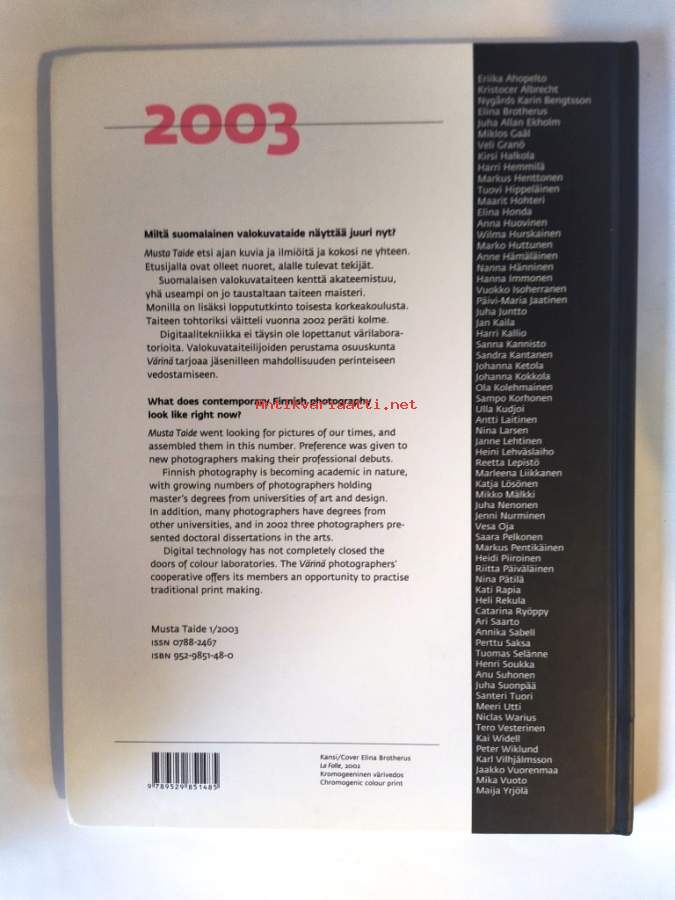 2003
Miltä suomalainen valokuvataide näyttää juuri nyt?
Musta Taide etsi ajan kuvia ja ilmiöitä ja kokosi ne yhteen.
Etusijalla ovat olleet nuoret, alalle tulevat tekijät.
Suomalaisen valokuvataiteen kenttä akateemistuu,
yhä useampi on jo taustaltaan taiteen maisteri.
Monilla on lisäksi lopputukinto toisesta korkeakoulusta.
Taiteen tohtoriksi väitteli vuonna 2002 peräti kolme.
Digitaalitekniikka ei täysin ole lopettanut värilabora-
torioita. Valokuvataiteilijoiden perustama osuuskunta
Värinä tarjoaa jäsenilleen mahdollisuuden perinteiseen
vedostamiseen.
What does contemporary Finnish photography
look like right now?
Antikvariaatti.net
Musta Taide went looking for pictures of our times, and
assembled them in this number. Preference was given to
new photographers making their professional debuts.
Finnish photography is becoming academic in nature,
with growing numbers of photographers holding
master's degrees from universities of art and design.
In addition, many photographers have degrees from
other universities, and in 2002 three photographers pre-
sented doctoral dissertations in the arts.
Digital technology has not completely closed the
doors of colour laboratories. The Värinä photographers'
cooperative offers its members an opportunity to practise
traditional print making.
Musta Taide 1/2003
ISSN 0788-2467
ISBN 952-9851-48-0
9 789529 851485
Kansi/Cover Elina Brotherus
La Folle, 2002
Kromogeeninen värivedos
Chromogenic colour print
Eriika Ahopelto
Kristocer Albrecht
Nygårds Karin Bengtsson
Elina Brotherus
Juha Allan Ekholm
Miklos Gaál
Veli Granö
Kirsi Halkola
Harri Hemmilä
Markus Henttonen
Tuovi Hippeläinen
Maarit Hohteri
Elina Honda
Anna Huovinen
Wilma Hurskainen
Marko Huttunen
Anne Hämäläinen
Nanna Hänninen
Hanna Immonen
Vuokko Isoherranen
Päivi-Maria Jaatinen
Juha Juntto
Jan Kaila
Harri Kallio
Sanna Kannisto
Sandra Kantanen
Johanna Ketola
Johanna Kokkola
Ola Kolehmainen
Sampo Korhonen
Ulla Kudjoi
Antti Laitinen
Nina Larsen
Janne Lehtinen
Heini Lehväslaiho
Reetta Lepistö
Marleena Liikkanen
Katja Lösönen
Mikko Mälkki
Juha Nenonen
Jenni Nurminen
Vesa Oja
Saara Pelkonen
Markus Pentikäinen
Heidi Piiroinen
Riitta Päiväläinen
Nina Pätilä
Kati Rapia
Heli Rekula
Catarina Ryöppy
Ari Saarto
Annika Sabell
Perttu Saksa
Tuomas Selänne
Henri Soukka
Anu Suhonen
Juha Suonpää
Santeri Tuori
Meeri Utti
Niclas Warius
Tero Vesterinen
Kai Widell
Peter Wiklund
Karl Vilhjálmsson
Jaakko Vuorenmaa
Mika Vuoto
Maija Yrjölä